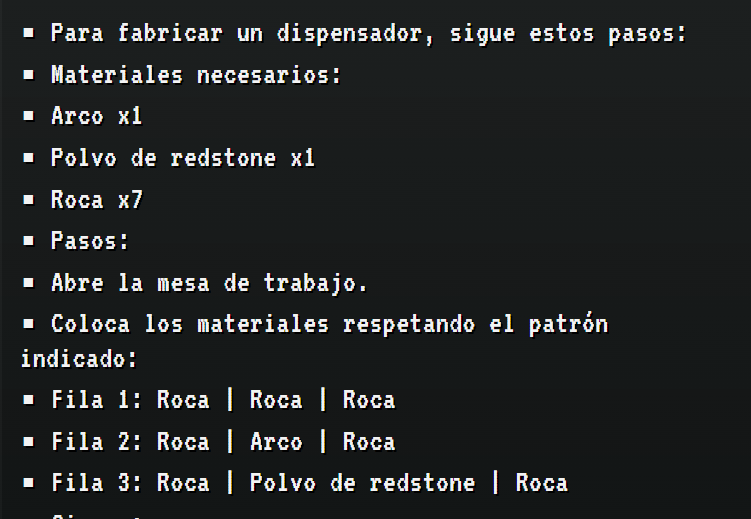 ▪ Para fabricar un dispensador, sigue estos pasos:
▪ Materiales necesarios:
▪ Arco x1
▪ Polvo de redstone x1
▪ Roca x7
▪ Pasos:
▪ Abre la mesa de trabajo.
▪ Coloca los materiales respetando el patrón
indicado:
▪ Fila 1: Roca | Roca | Roca
▪ Fila 2: Roca | Arco | Roca
▪ Fila 3: Roca | Polvo de redstone | Roca